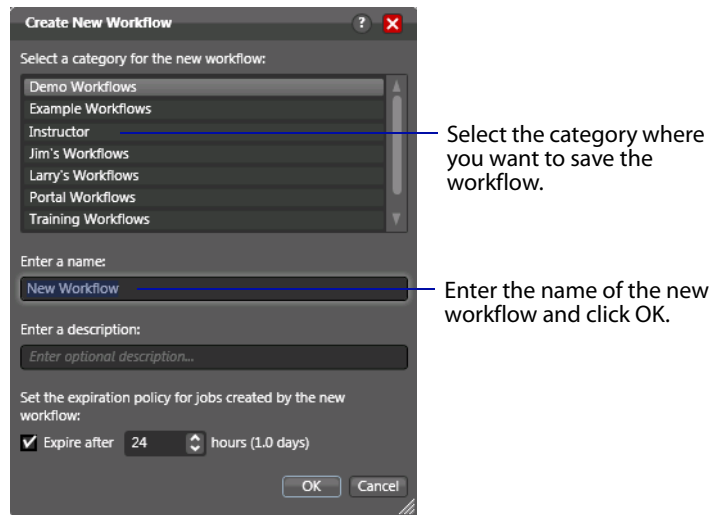 Create New Workflow ?
Select a category for the new workflow:
Demo Workflows
Example Workflows
Instructor
Jim's Workflows
Larry's Workflows
Portal Workflows
Training Workflows
Select the category where
you want to save the
workflow.
Enter a name:
New Workflow
Enter the name of the new
workflow and click OK.
Enter a description:
Enter optional description...
Set the expiration policy for jobs created by the new
workflow:
Expire after 24 hours (1.0 days)
OK Cancel